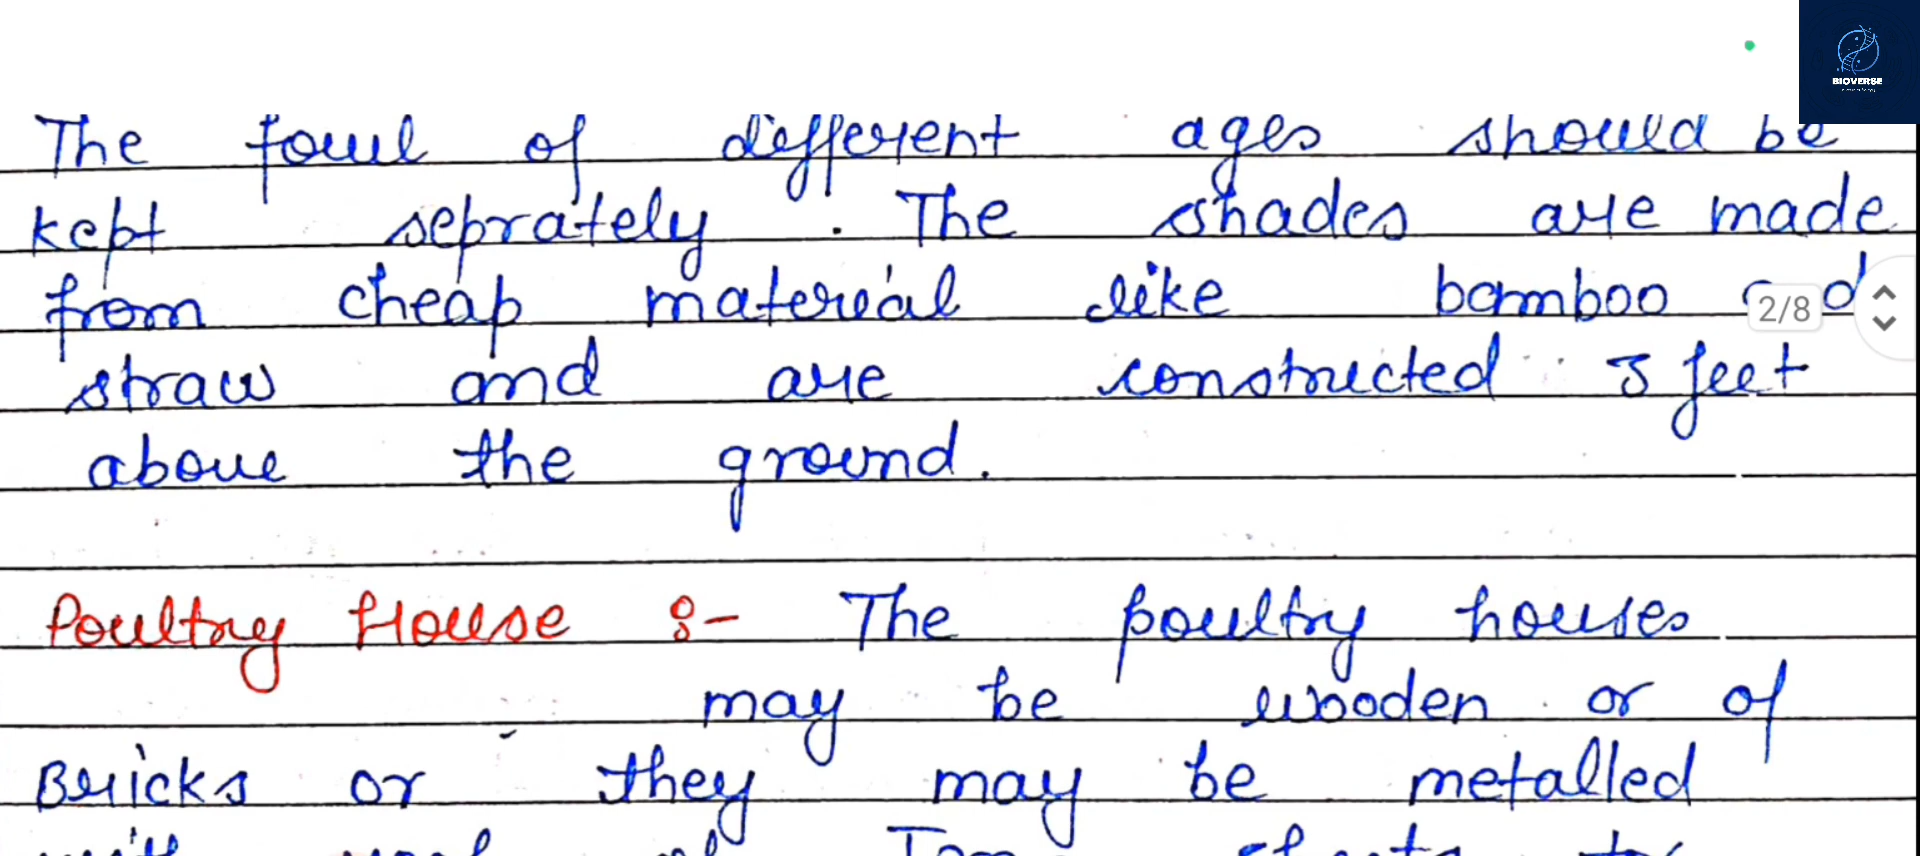 BIOVERSE
The fowl of different ages should be
kept seprately. The shades are made
from cheap material like bamboo
2/8
straw and are constructed 3 feet
above the ground.
Poultry House :- The poultry houses
may be wooden or of
Bricks or they may be metalled